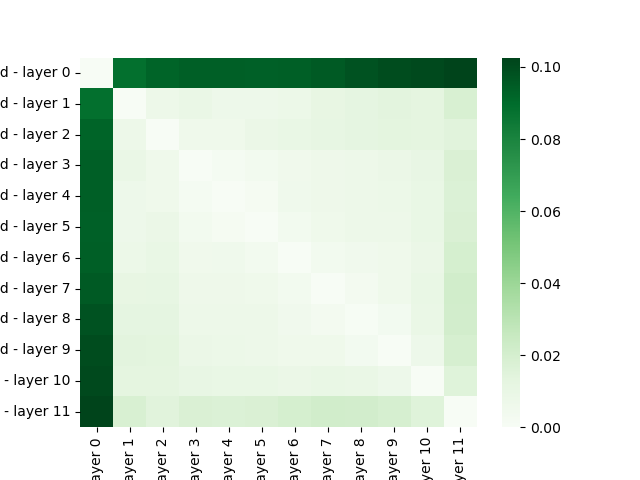 d - layer 0
d - layer 1
d - layer 2
d - layer 3
d - layer 4
d - layer 5
d - layer 6
d - layer 7
d - layer 8
d - layer 9
- layer 10
- layer 11
ayer 0
ayer 1
ayer 2
ayer 3
ayer 4
ayer 5
ayer 6
ayer 7
ayer 8
ayer 9
yer 10
yer 11
0.10
0.08
0.06
0.04
0.02
0.00